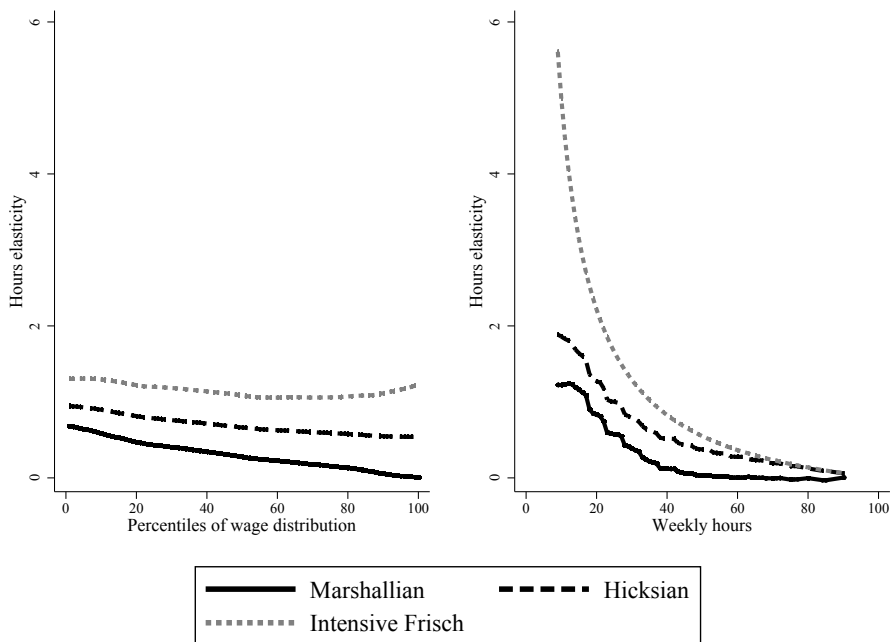 6
4
2
0
Hours elasticity
0 20 40 60 80 100
Percentiles of wage distribution
6
4
2
0
Hours elasticity
0 20 40 60 80 100
Weekly hours
Marshallian
Hicksian
Intensive Frisch